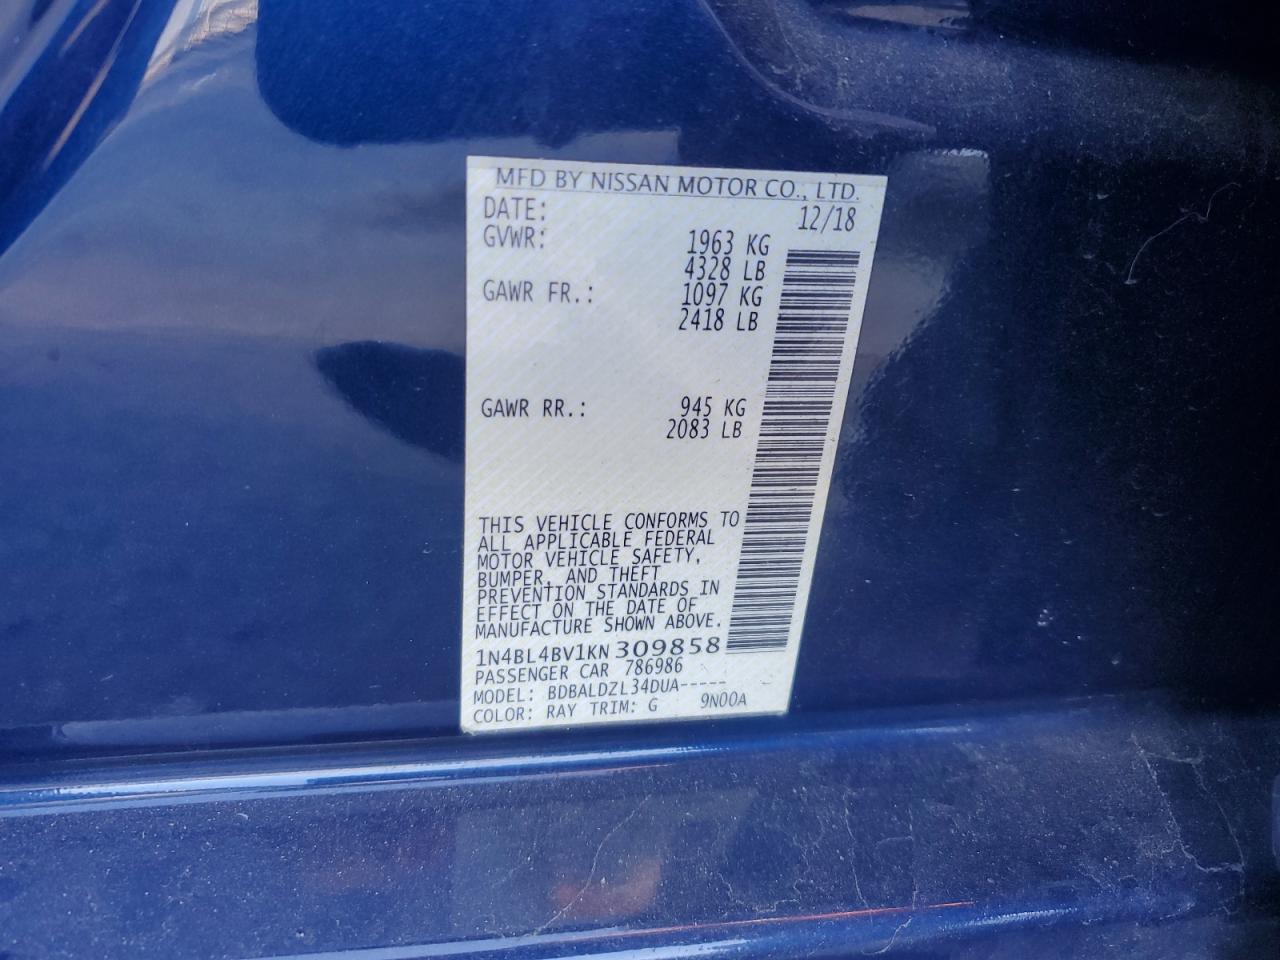 MFD BY NISSAN MOTOR CO., LTD.
DATE: 12/18
GVWR: 1963 KG
4328 LB
GAWR FR.: 1097 KG
2418 LB
GAWR RR.: 945 KG
2083 LB
THIS VEHICLE CONFORMS TO
ALL APPLICABLE FEDERAL
MOTOR VEHICLE SAFETY,
BUMPER, AND THEFT
PREVENTION STANDARDS IN
EFFECT ON THE DATE OF
MANUFACTURE SHOWN ABOVE.
1N4BL4BV1KN309858
PASSENGER CAR 786986
MODEL: BDBALDZL34DUA-----
COLOR: RAY TRIM: G 9N00A